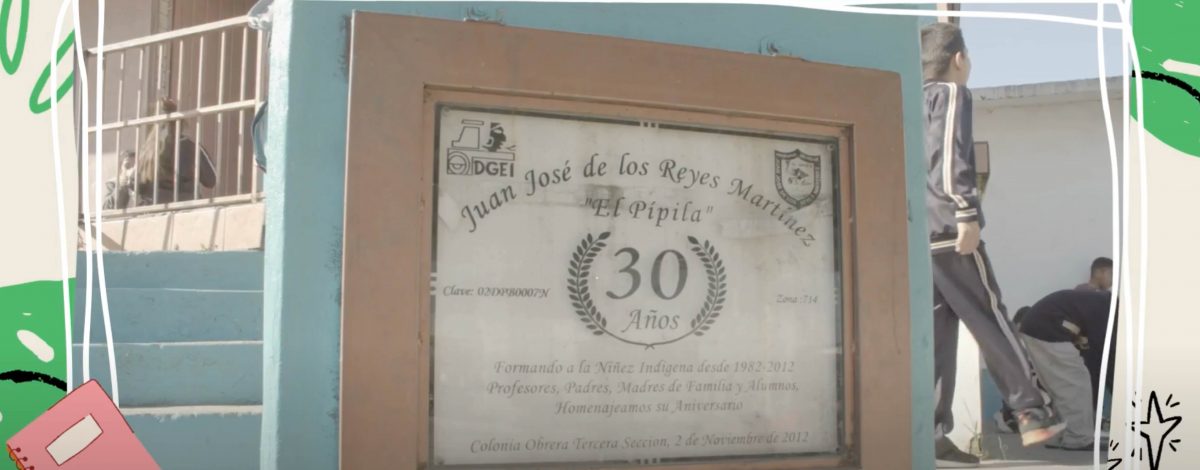 DGEI
Juan José de los Reyes Martinez
"El Pípila"
30
Años
Clave: 02DPB0007N
Zona :714
Formando a la Niñez Indigena desde 1982-2012
Profesores, Padres, Madres de Familia y Alumnos,
Homenajeamos su Aniversario
Colonia Obrera Tercera Seccion, 2 de Noviembre de 2012